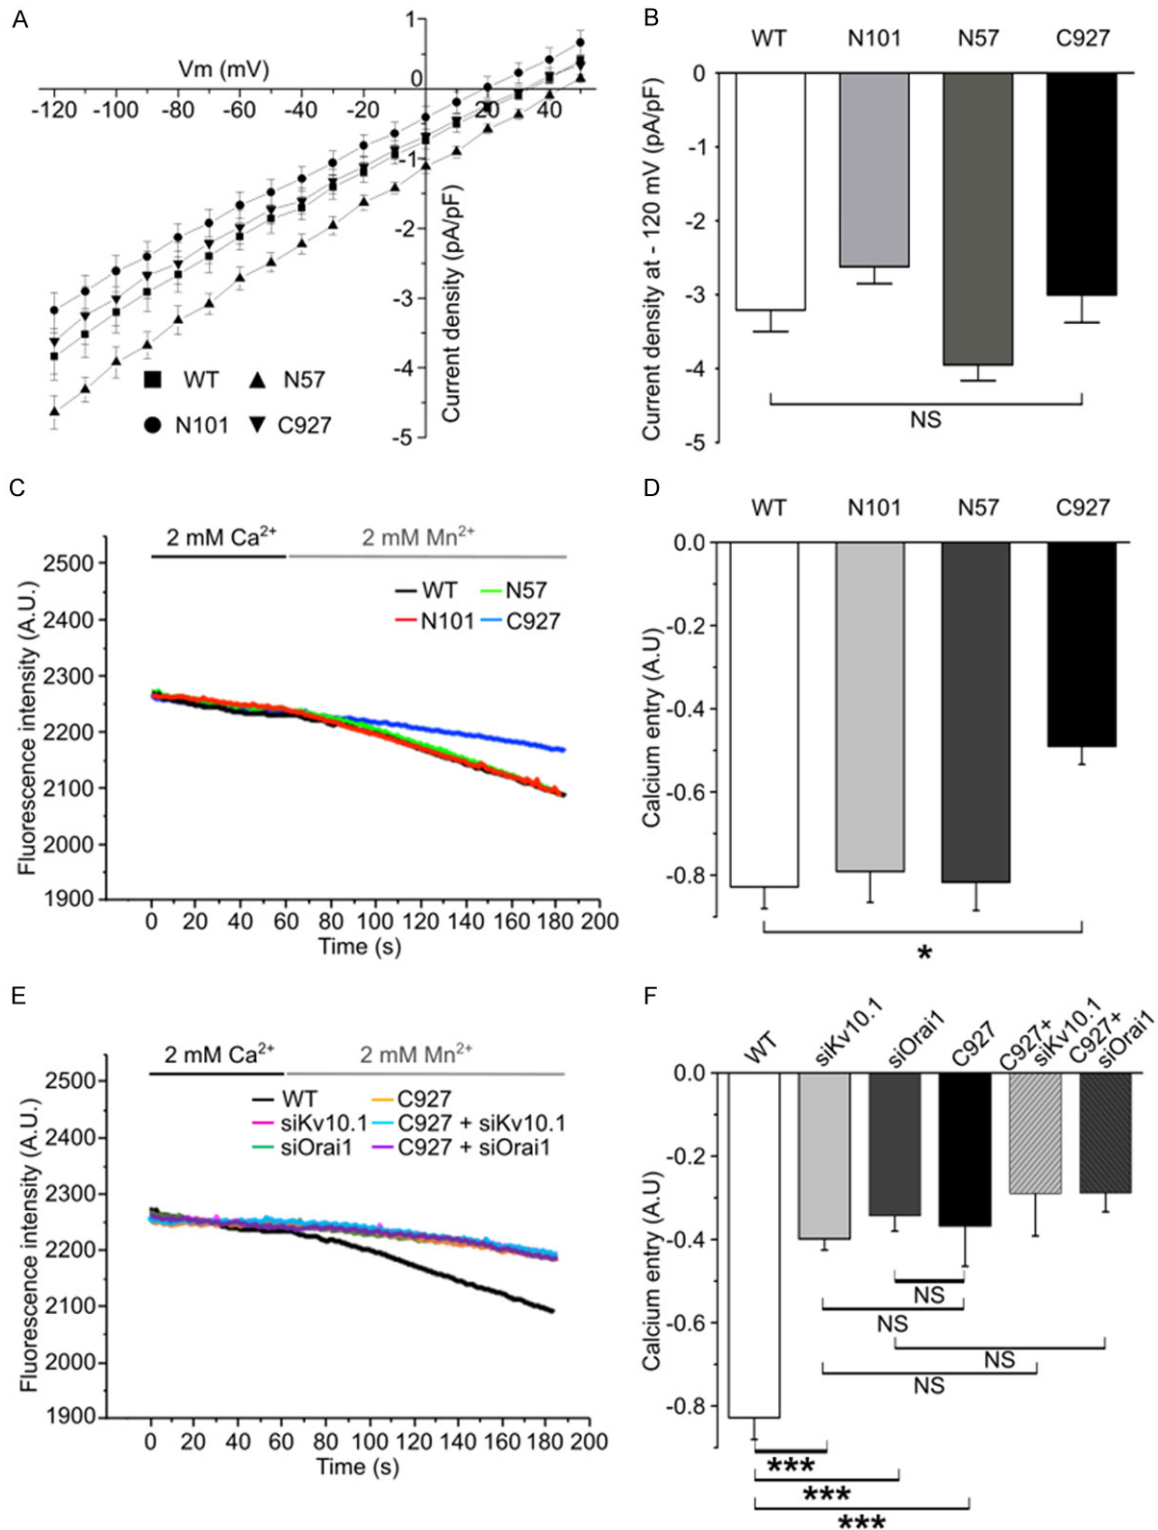 A
1
0
-1
-2
-3
-4
-5
Vm (mV)
-120 -100 -80 -60 -40 -20 20 40
Current density (pA/pF)
WT N57
N101 C927
B
WT N101 N57 C927
0
-1
-2
-3
-4
-5
Current density at - 120 mV (pA/pF)
NS
C
2 mM Ca²⁺ 2 mM Mn²⁺
WT N57
N101 C927
2500
2400
2300
2200
2100
2000
1900
Fluorescence intensity (A.U.)
0 20 40 60 80 100 120 140 160 180 200
Time (s)
D
WT N101 N57 C927
0.0
-0.2
-0.4
-0.6
-0.8
Calcium entry (A.U)
*
E
2 mM Ca²⁺ 2 mM Mn²⁺
WT C927
siKv10.1 C927 + siKv10.1
siOrai1 C927 + siOrai1
2500
2400
2300
2200
2100
2000
1900
Fluorescence intensity (A.U.)
0 20 40 60 80 100 120 140 160 180 200
Time (s)
F
WT
siKv10.1
siOrai1
C927
C927+
siKv10.1
C927+
siOrai1
0.0
-0.2
-0.4
-0.6
-0.8
Calcium entry (A.U)
NS
NS
NS
NS
***
***
***